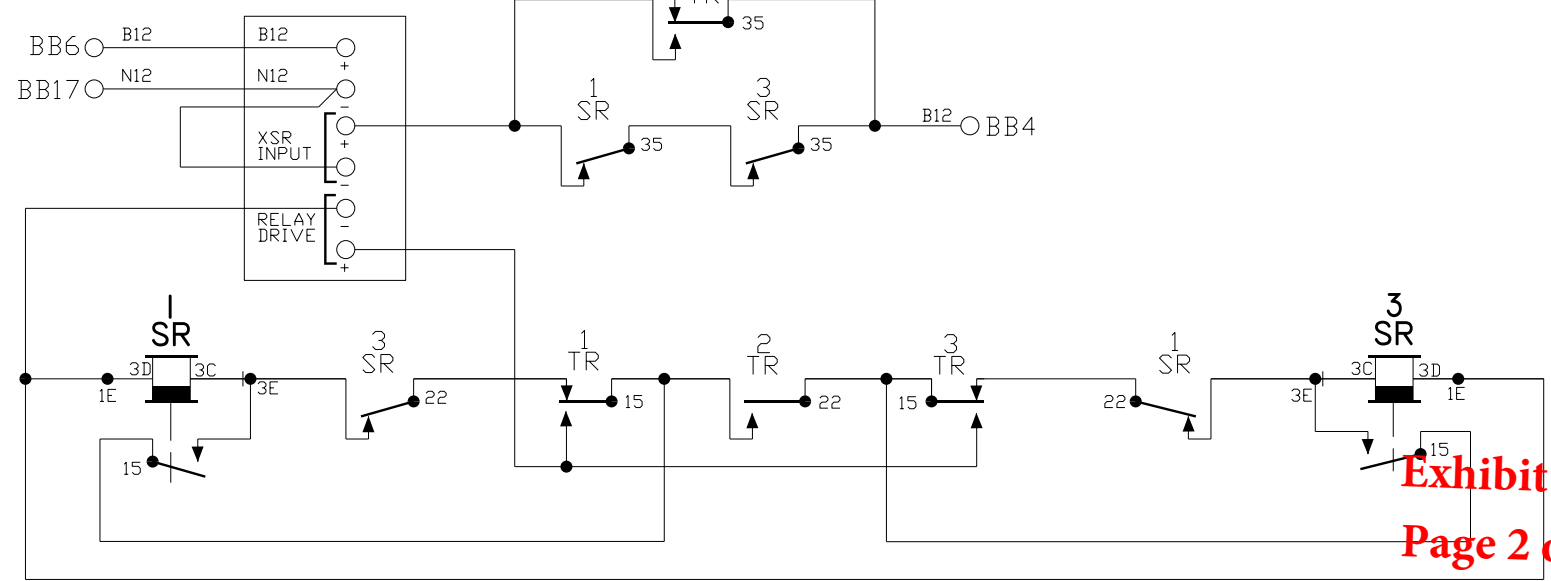 TR
35
BB6
B12
B12
+
BB17
N12
N12
−
XSR
INPUT
+
−
RELAY
DRIVE
−
+
1
SR
35
3
SR
35
B12
BB4
1
SR
3D
3C
1E
3E
15
3
SR
22
1
TR
15
2
TR
22
3
TR
15
1
SR
22
3
SR
3C
3D
3E
1E
15
Exhibit
Page 2